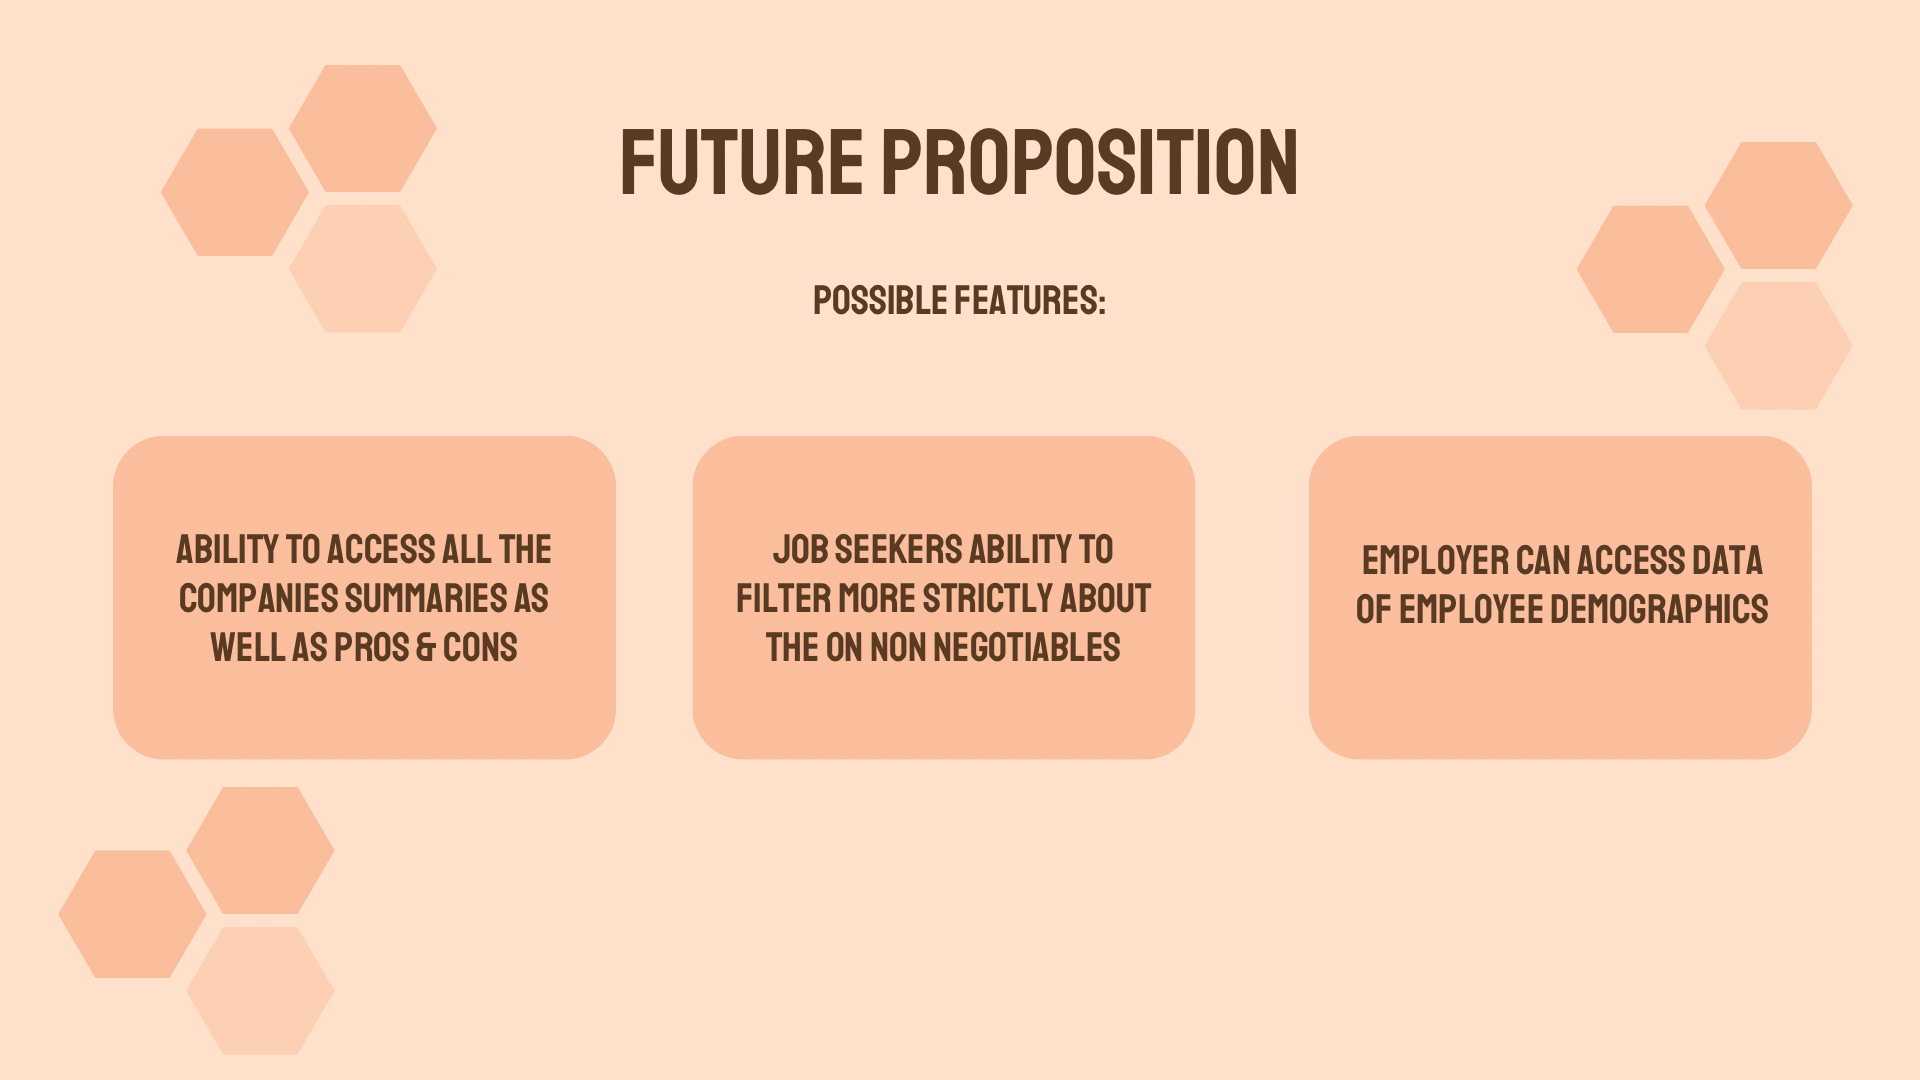 FUTURE PROPOSITION
POSSIBLE FEATURES:
ABILITY TO ACCESS ALL THE
COMPANIES SUMMARIES AS
WELL AS PROS & CONS
JOB SEEKERS ABILITY TO
FILTER MORE STRICTLY ABOUT
THE ON NON NEGOTIABLES
EMPLOYER CAN ACCESS DATA
OF EMPLOYEE DEMOGRAPHICS